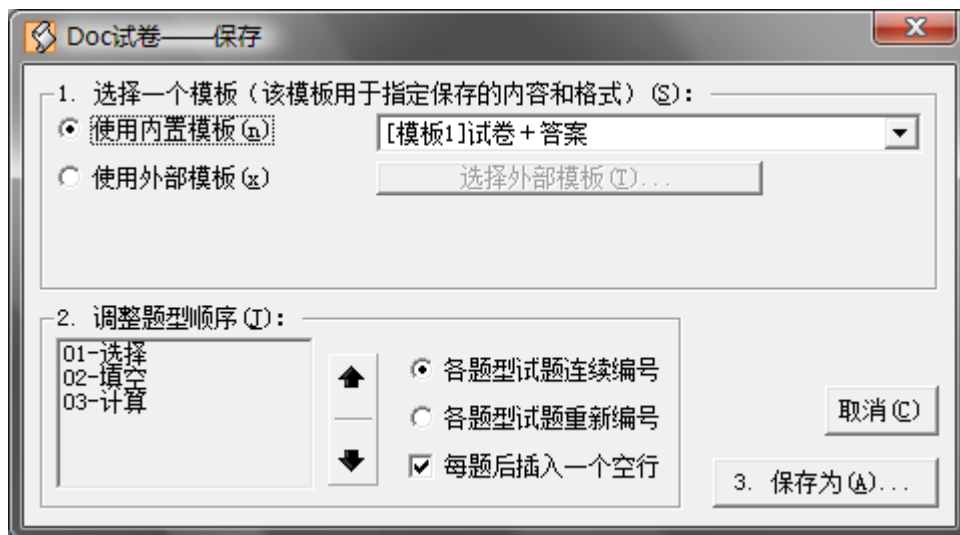 Doc试卷——保存
1. 选择一个模板（该模板用于指定保存的内容和格式）(S)：
使用内置模板(n)
[模板1]试卷＋答案
使用外部模板(x)
选择外部模板(T)...
2. 调整题型顺序(J)：
01-选择
02-填空
03-计算
各题型试题连续编号
各题型试题重新编号
每题后插入一个空行
取消(C)
3. 保存为(A)...